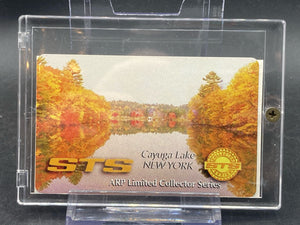 STS
Cayuga Lake
NEW YORK
ARP Limited Collector Series